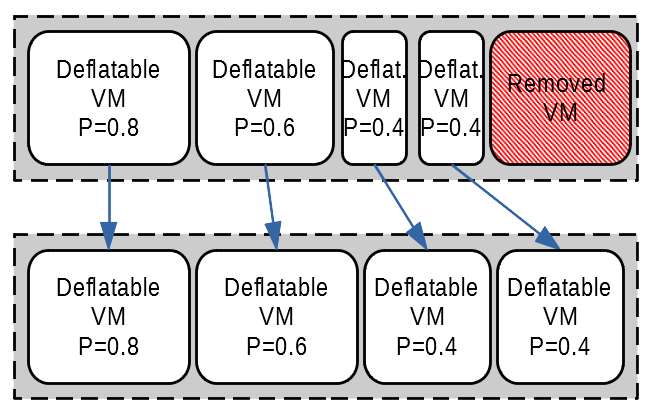 Deflatable
VM
P=0.8
Deflatable
VM
P=0.6
Deflat.
VM
P=0.4
Deflat.
VM
P=0.4
Removed
VM
Deflatable
VM
P=0.8
Deflatable
VM
P=0.6
Deflatable
VM
P=0.4
Deflatable
VM
P=0.4